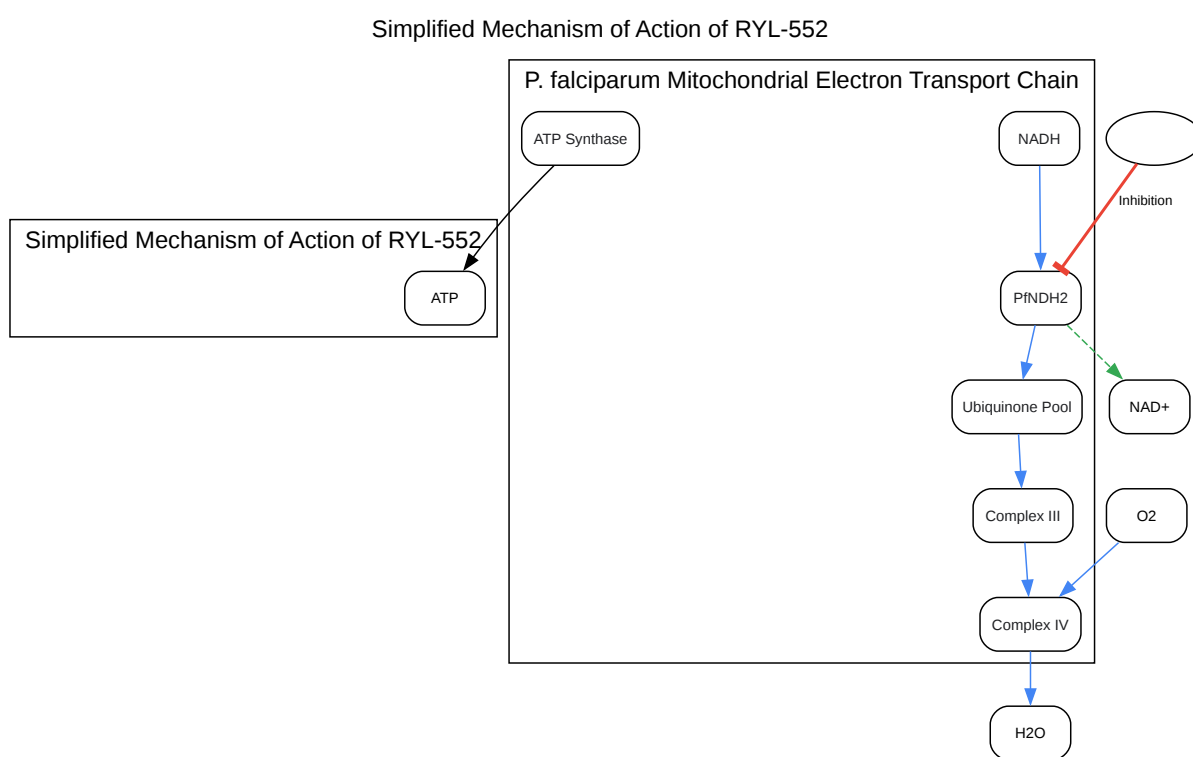 Simplified Mechanism of Action of RYL-552
P. falciparum Mitochondrial Electron Transport Chain
ATP Synthase
NADH
Inhibition
Simplified Mechanism of Action of RYL-552
ATP
PfNDH2
Ubiquinone Pool
NAD+
Complex III
O2
Complex IV
H2O